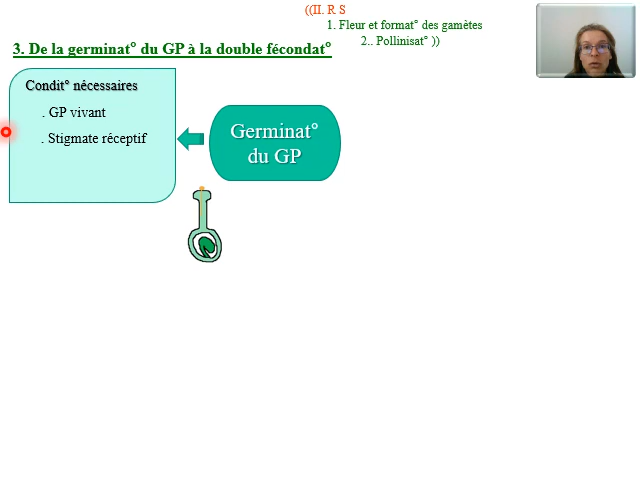 ((II. R S
1. Fleur et format° des gamètes
2.. Pollinisat° ))
3. De la germinat° du GP à la double fécondat°
Condit° nécessaires
. GP vivant
. Stigmate réceptif
Germinat°
du GP